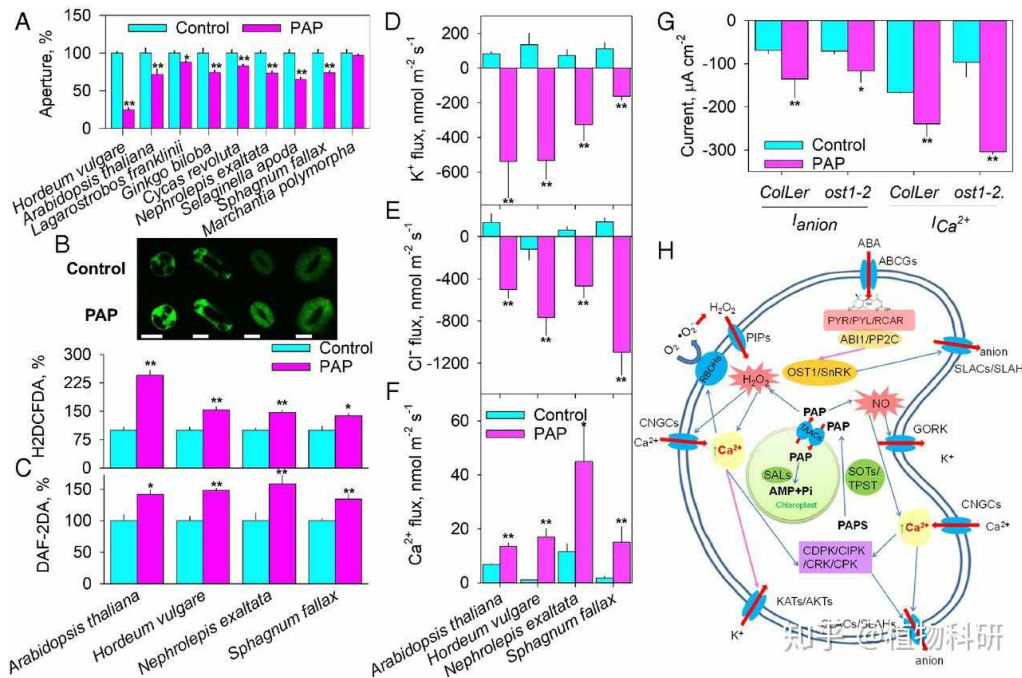 A
Control
PAP
Aperture, %
150
100
50
0
Hordeum vulgare
Arabidopsis thaliana
Lagarostrobos franklinii
Ginkgo biloba
Cycas revoluta
Nephrolepis exaltata
Selaginella apoda
Sphagnum fallax
Marchantia polymorpha
**
**
*
**
**
**
**
**
B
Control
PAP
Control
PAP
H2DCFDA, %
300
225
150
75
0
**
**
**
*
C
DAF-2DA, %
150
100
50
0
*
**
**
**
Arabidopsis thaliana
Hordeum vulgare
Nephrolepis exaltata
Sphagnum fallax
D
K⁺ flux, nmol m⁻² s⁻¹
200
0
-200
-400
-600
**
**
**
**
E
Cl⁻ flux, nmol m⁻² s⁻¹
0
-400
-800
-1200
**
**
**
**
F
Control
PAP
Ca²⁺ flux, nmol m⁻² s⁻¹
60
40
20
0
**
**
*
**
Arabidopsis thaliana
Hordeum vulgare
Nephrolepis exaltata
Sphagnum fallax
G
Current, µA cm⁻²
0
-100
-200
-300
**
*
**
**
Control
PAP
ColLer ost1-2 ColLer ost1-2.
I anion I Ca²⁺
H
ABA
ABCGs
PYR/PYL/RCAR
ABI1/PP2C
OST1/SnRK
anion
SLACs/SLAH
H₂O₂
•O₂⁻
O₂
PIPs
RBOHs
H₂O₂
NO
PAP
PAP
TAACs
PAP
GORK
K⁺
CNGCs
Ca²⁺
↑Ca²⁺
SALs
AMP+Pi
Chloroplast
SOTs/
TPST
PAPS
CNGCs
Ca²⁺
↑Ca²⁺
CDPK/CIPK
/CRK/CPK
KATs/AKTs
K⁺
SLACs/SLAHs
anion
知乎 @植物科研